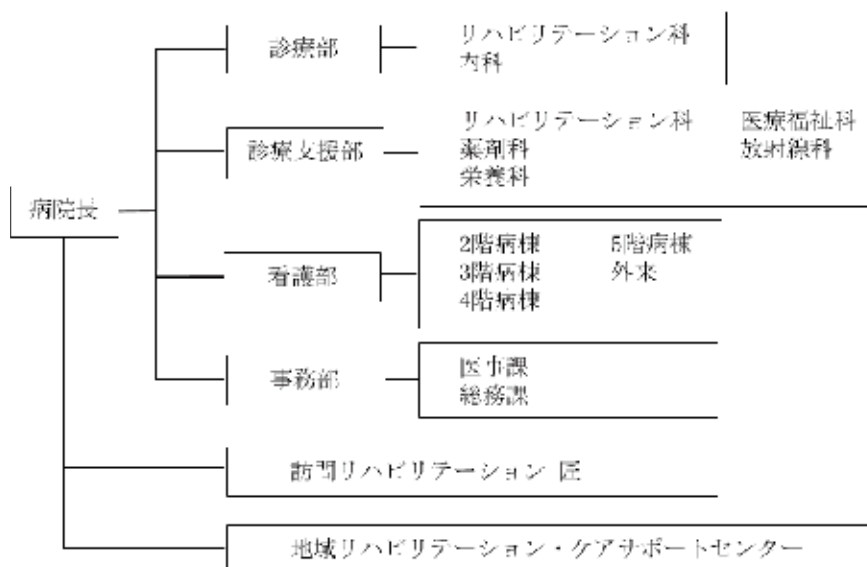 診療部
リハビリテーション科
内科
診療支援部
リハビリテーション科
薬剤科
栄養科
医療福祉科
放射線科
病院長
看護部
2階病棟
3階病棟
4階病棟
5階病棟
外来
事務部
医事課
総務課
訪問リハビリテーション 匠
地域リハビリテーション・ケアサポートセンター